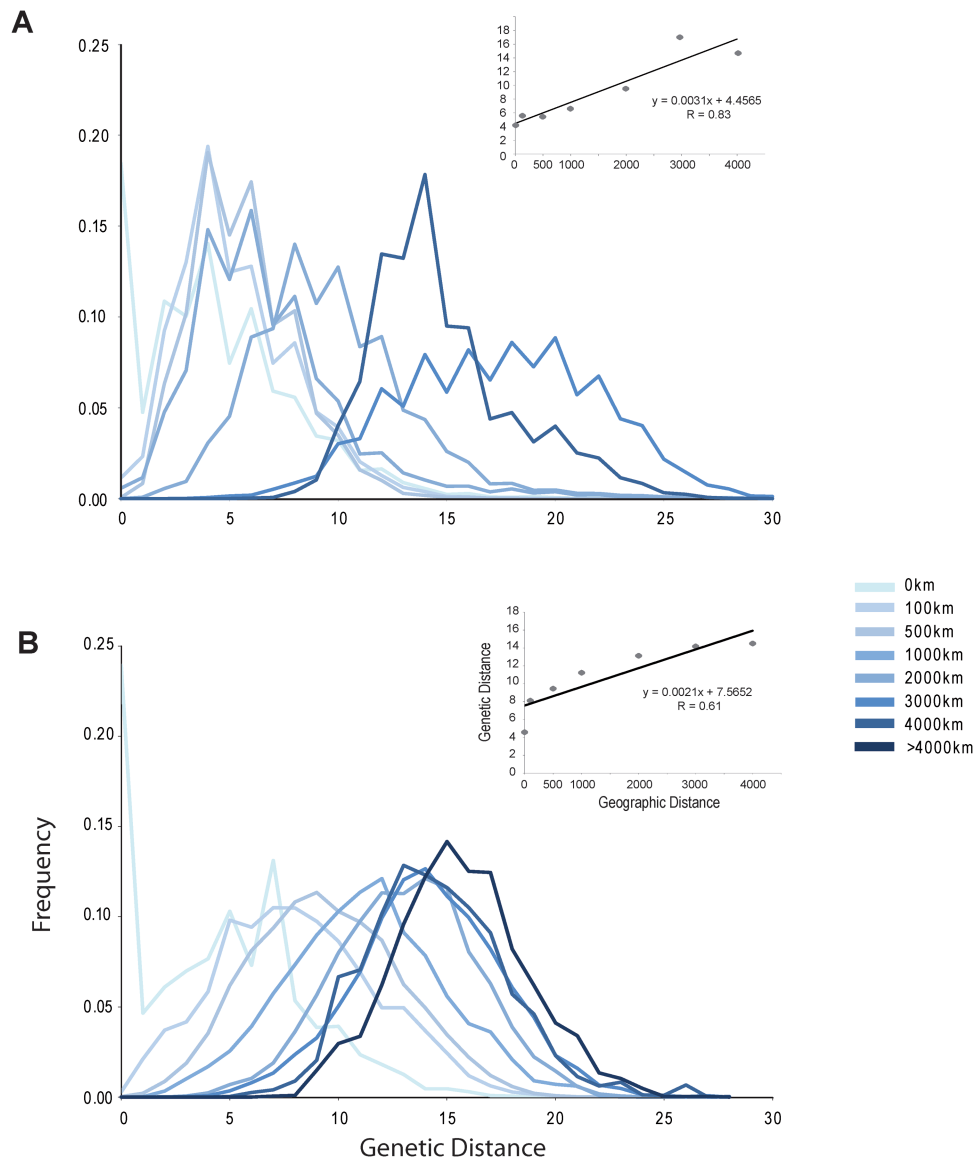 A
0.25
0.20
0.15
0.10
0.05
0.00
0 5 10 15 20 25 30
18
16
14
12
10
8
6
4
2
0
0 500 1000 2000 3000 4000
y = 0.0031x + 4.4565
R = 0.83
0km
100km
500km
1000km
2000km
3000km
4000km
>4000km
B
Frequency
0.25
0.20
0.15
0.10
0.05
0.00
0 5 10 15 20 25 30
Genetic Distance
Genetic Distance
18
16
14
12
10
8
6
4
2
0
0 500 1000 2000 3000 4000
Geographic Distance
y = 0.0021x + 7.5652
R = 0.61